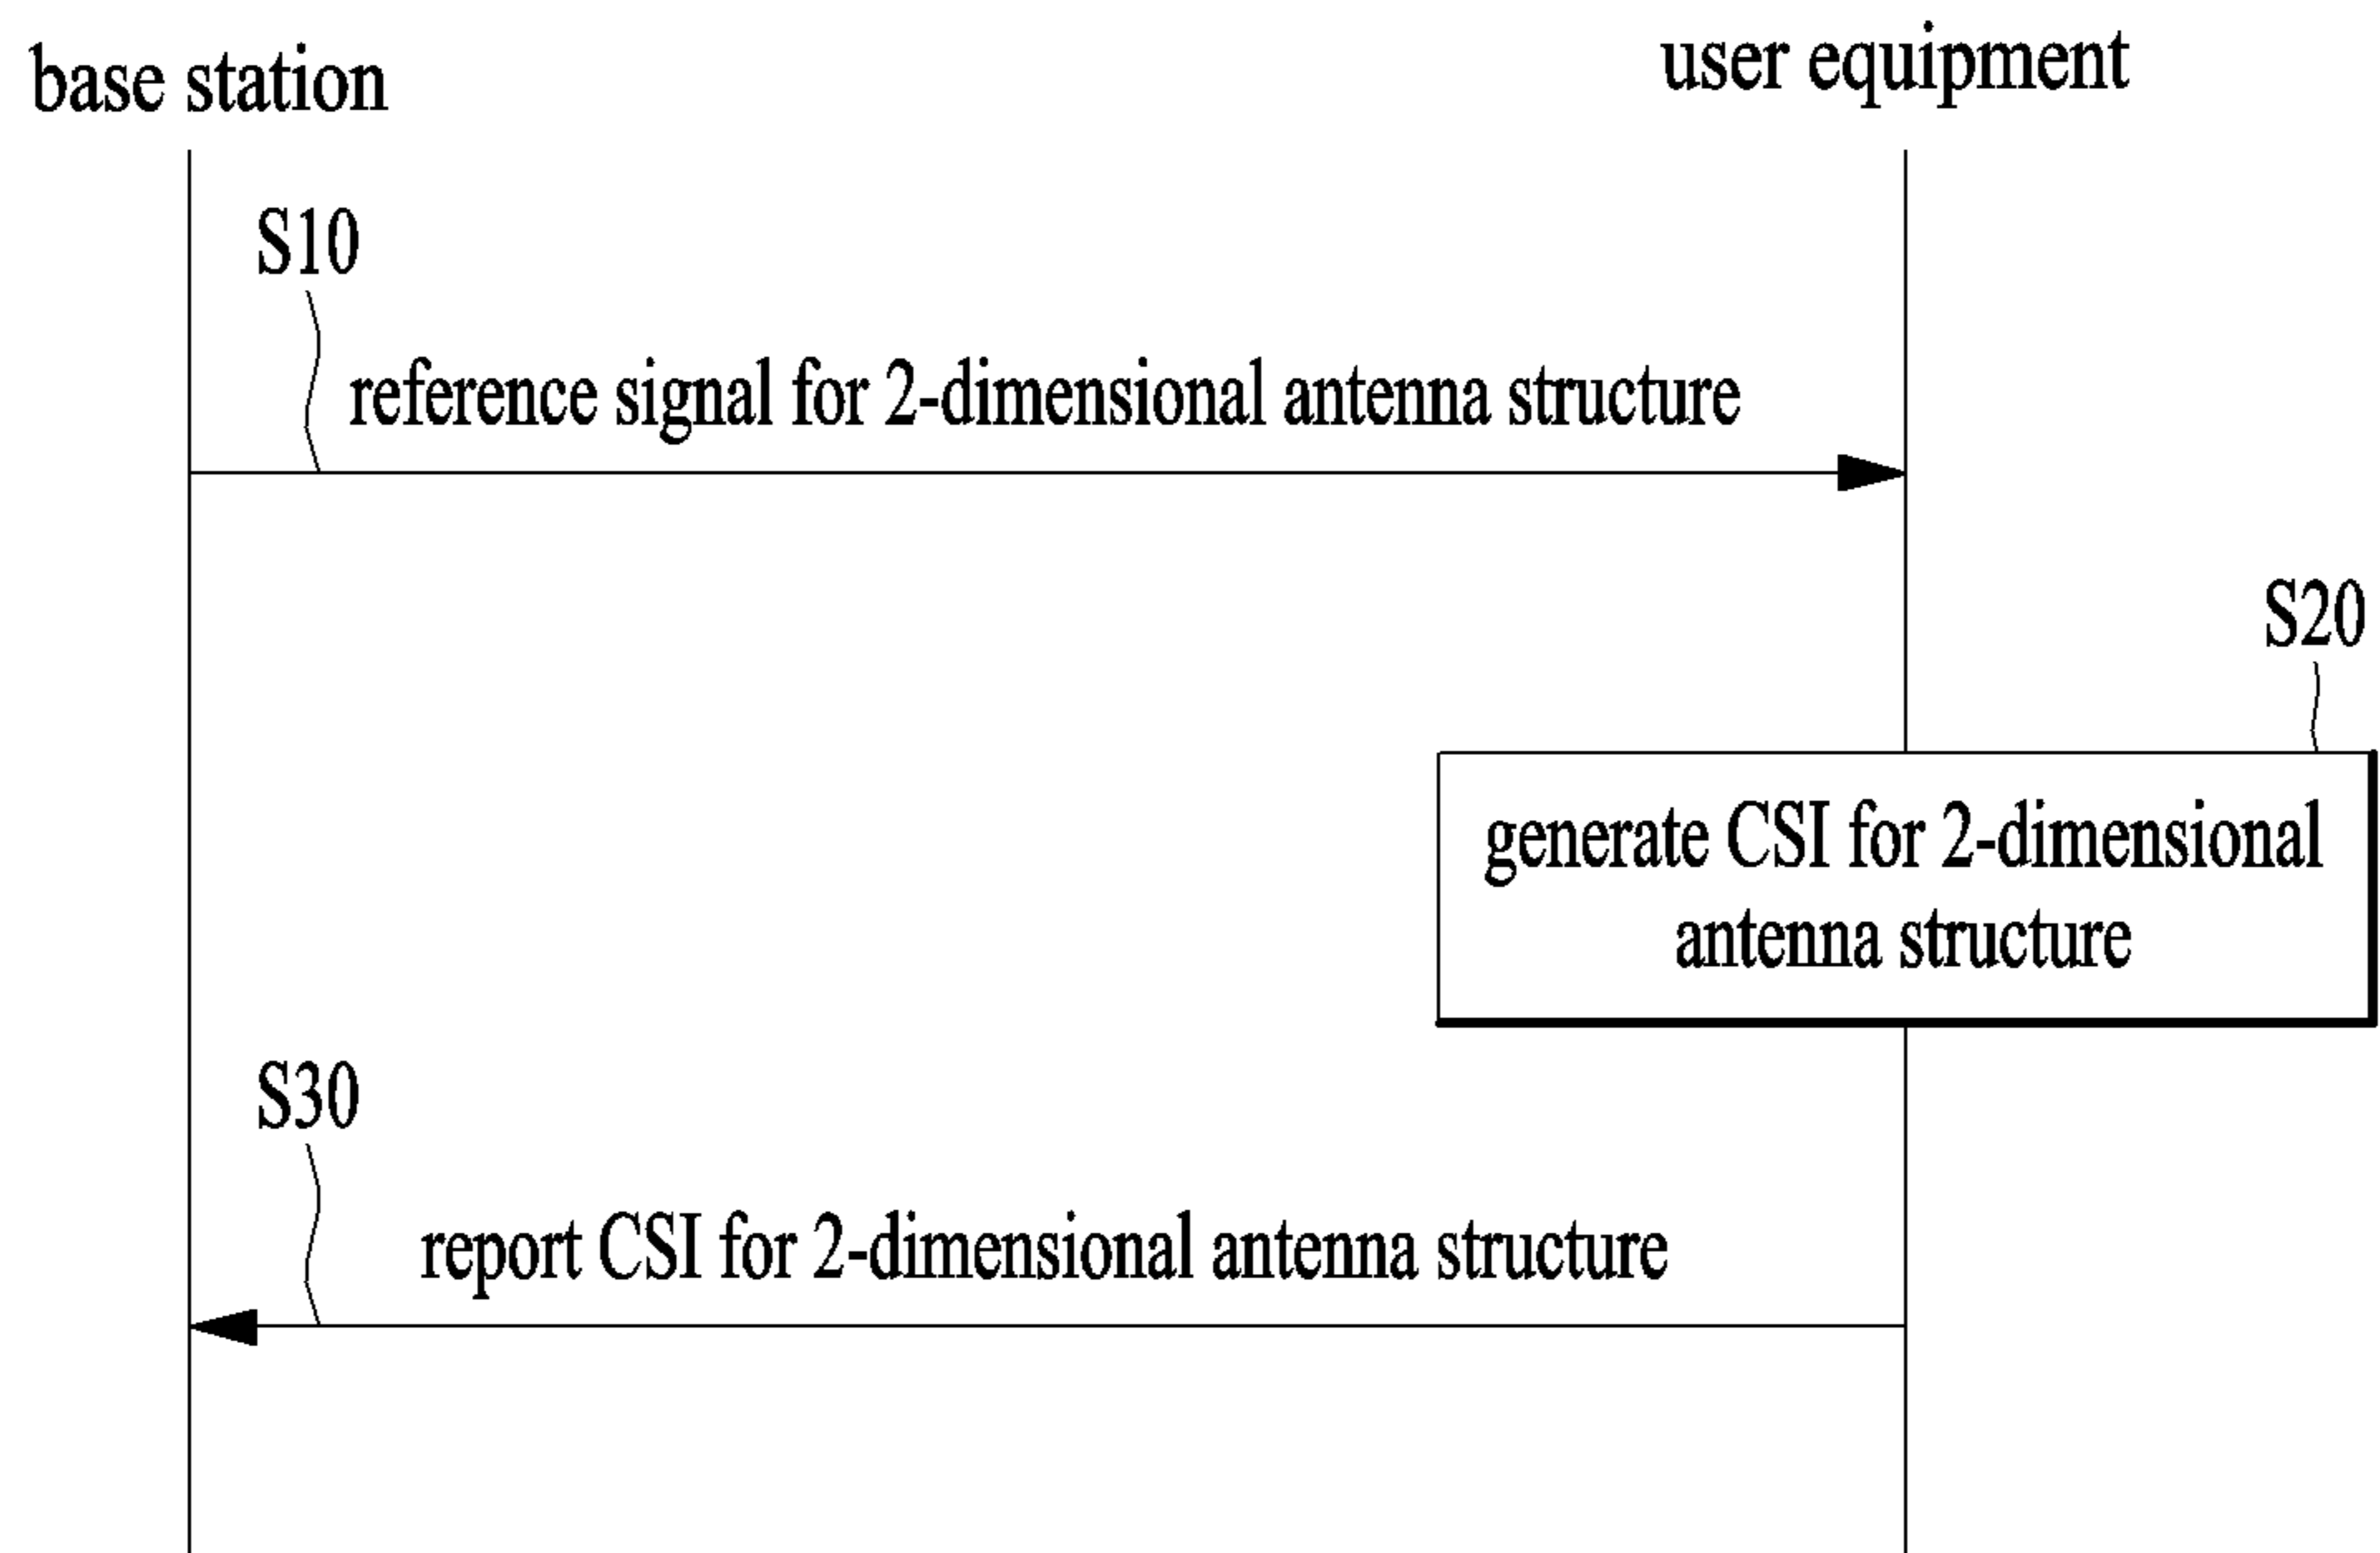 base station
user equipment
S10
reference signal for 2-dimensional antenna structure
S20
generate CSI for 2-dimensional
antenna structure
S30
report CSI for 2-dimensional antenna structure